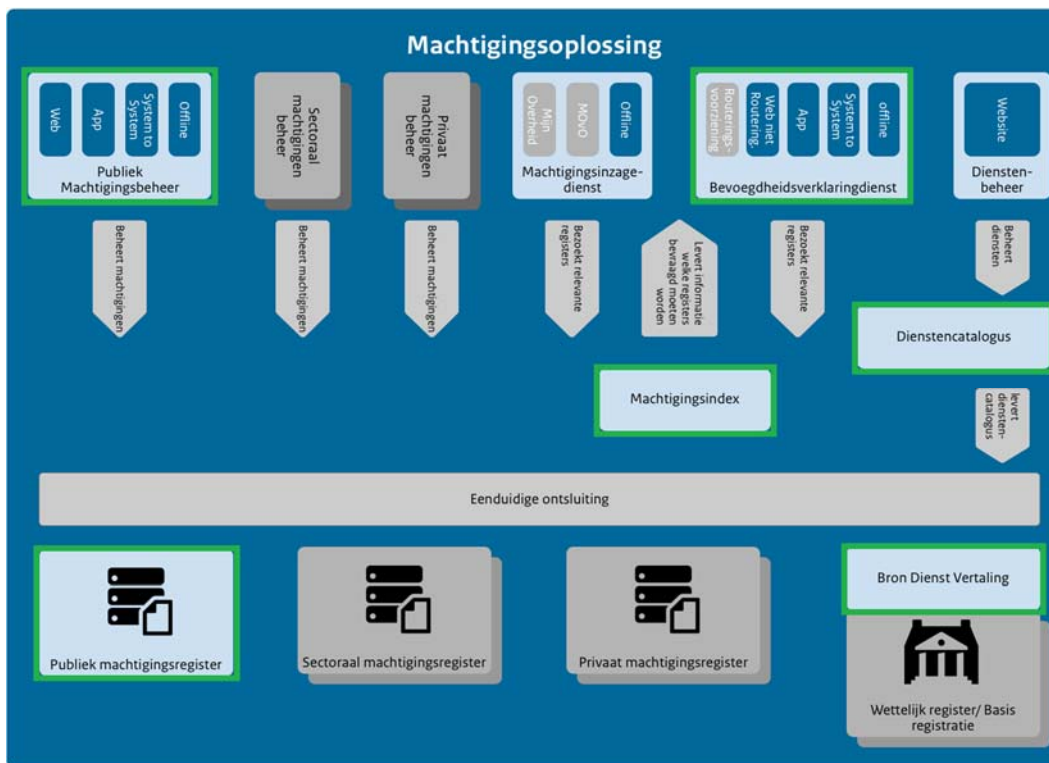 Machtigingsoplossing
Web
App
System to
System
Offline
Publiek
Machtigingsbeheer
Sectoraal
machtigingen
beheer
Privaat
machtigingen
beheer
Mijn
Overheid
MOvO
Offline
Machtigingsinzage-
dienst
Routerings-
voorziening
Web niet
Routering.
App
System to
System
offline
Bevoegdheidsverklaringdienst
Website
Diensten-
beheer
Beheert machtigingen
Beheert machtigingen
Beheert machtigingen
Bezoekt relevante
registers
Levert informatie
welke registers
bevraagd moeten
worden
Bezoekt relevante
registers
Beheert
diensten
Dienstencatalogus
Machtigingsindex
levert
diensten-
catalogus
Eenduidige ontsluiting
Publiek machtigingsregister
Sectoraal machtigingsregister
Privaat machtigingsregister
Bron Dienst Vertaling
Wettelijk register/ Basis
registratie